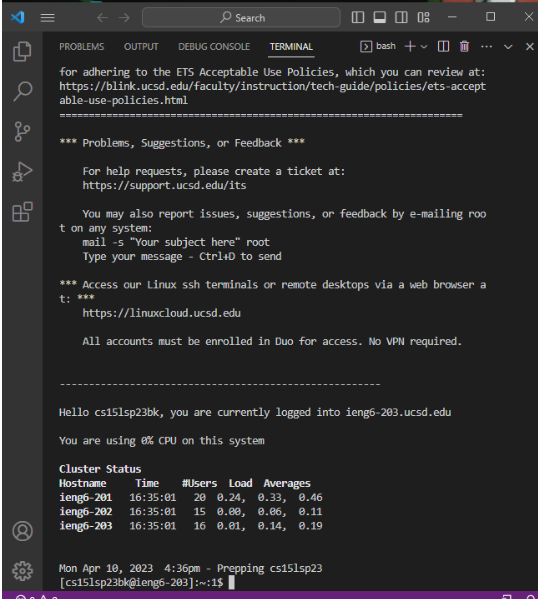 Search
PROBLEMS OUTPUT DEBUG CONSOLE TERMINAL bash
for adhering to the ETS Acceptable Use Policies, which you can review at:
https://blink.ucsd.edu/faculty/instruction/tech-guide/policies/ets-accept
able-use-policies.html
======================================================================
*** Problems, Suggestions, or Feedback ***
For help requests, please create a ticket at:
https://support.ucsd.edu/its
You may also report issues, suggestions, or feedback by e-mailing roo
t on any system:
mail -s "Your subject here" root
Type your message - Ctrl+D to send
*** Access our Linux ssh terminals or remote desktops via a web browser a
t: ***
https://linuxcloud.ucsd.edu
All accounts must be enrolled in Duo for access. No VPN required.
--------------------------------------------------------
Hello cs15lsp23bk, you are currently logged into ieng6-203.ucsd.edu
You are using 0% CPU on this system
Cluster Status
Hostname Time #Users Load Averages
ieng6-201 16:35:01 20 0.24, 0.33, 0.46
ieng6-202 16:35:01 15 0.00, 0.06, 0.11
ieng6-203 16:35:01 16 0.01, 0.14, 0.19
Mon Apr 10, 2023 4:36pm - Prepping cs15lsp23
[cs15lsp23bk@ieng6-203]:~:1$